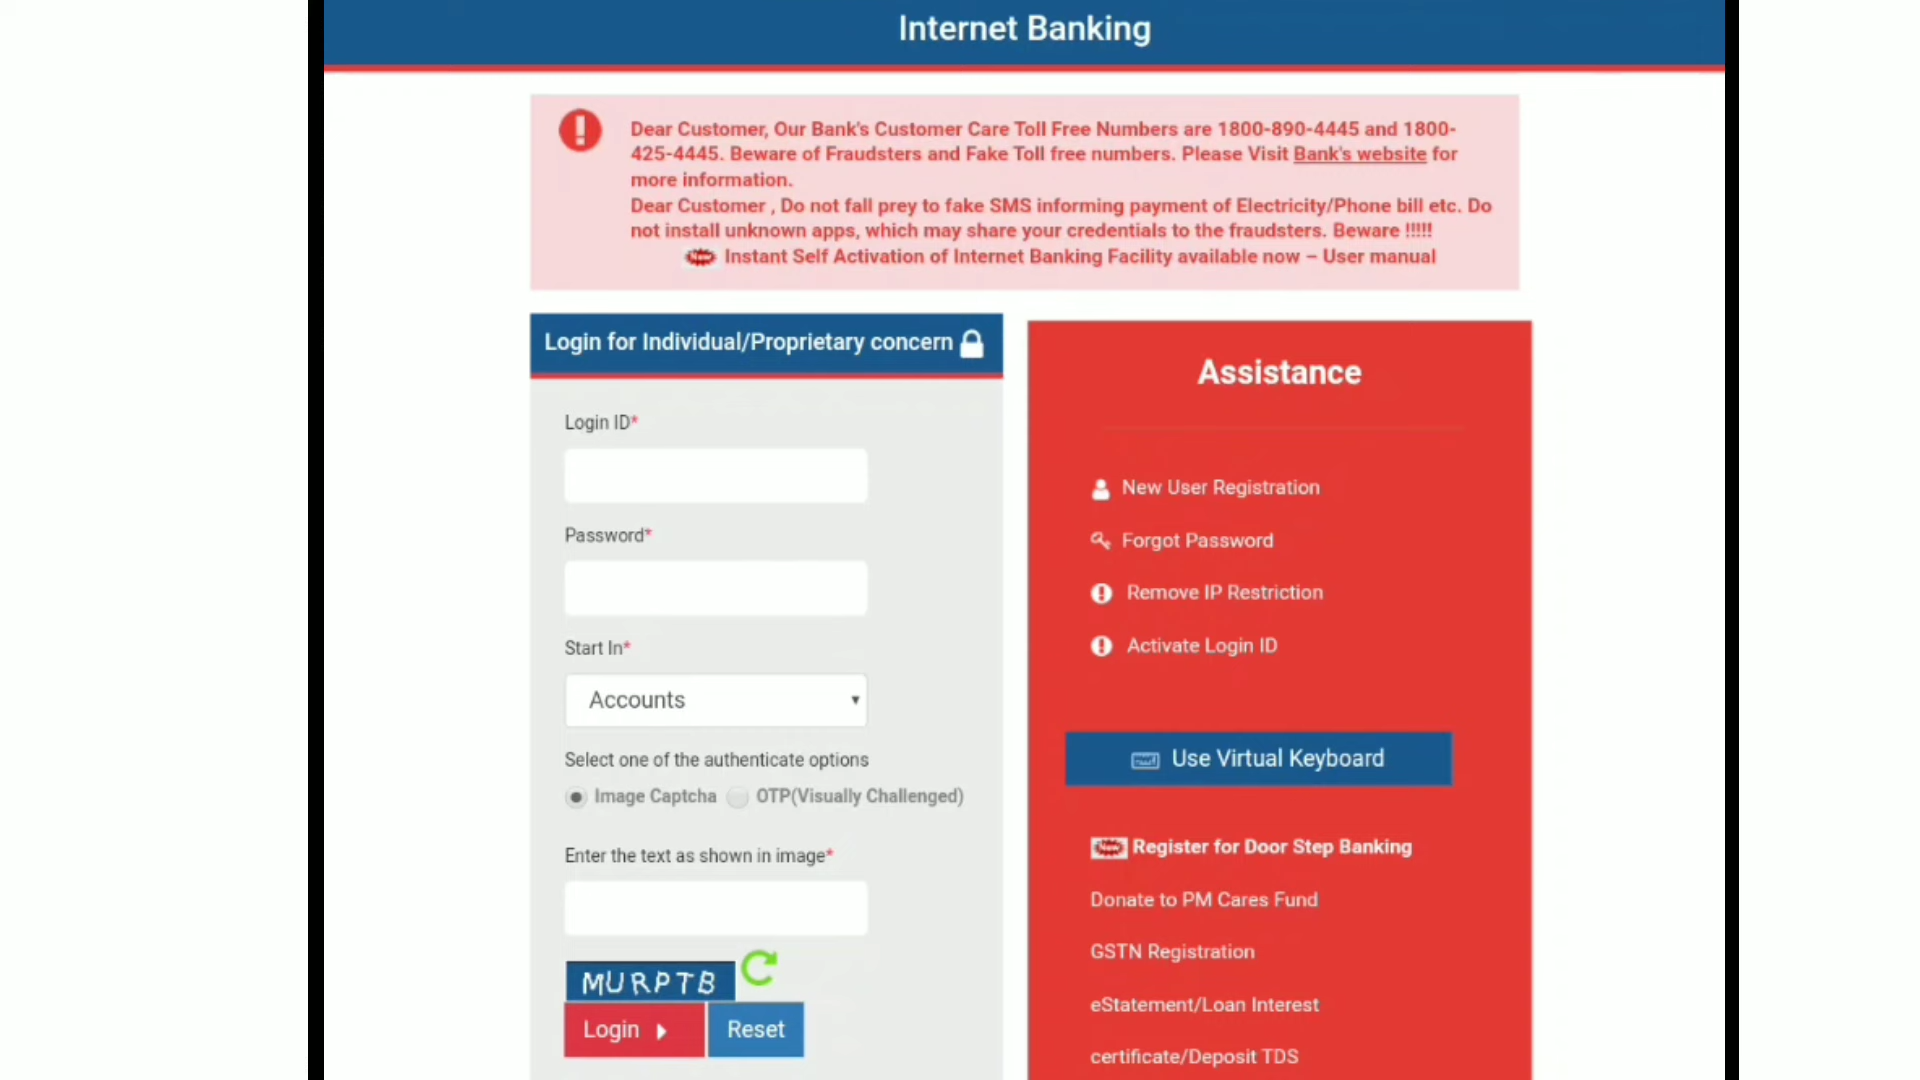 Internet Banking
Dear Customer, Our Bank's Customer Care Toll Free Numbers are 1800-890-4445 and 1800-
425-4445. Beware of Fraudsters and Fake Toll free numbers. Please Visit Bank's website for
more information.
Dear Customer , Do not fall prey to fake SMS informing payment of Electricity/Phone bill etc. Do
not install unknown apps, which may share your credentials to the fraudsters. Beware !!!!!
New Instant Self Activation of Internet Banking Facility available now – User manual
Login for Individual/Proprietary concern
Login ID*
Password*
Start In*
Accounts
Select one of the authenticate options
Image Captcha OTP(Visually Challenged)
Enter the text as shown in image*
MURPTB
Login
Reset
Assistance
New User Registration
Forgot Password
Remove IP Restriction
Activate Login ID
Use Virtual Keyboard
New Register for Door Step Banking
Donate to PM Cares Fund
GSTN Registration
eStatement/Loan Interest
certificate/Deposit TDS